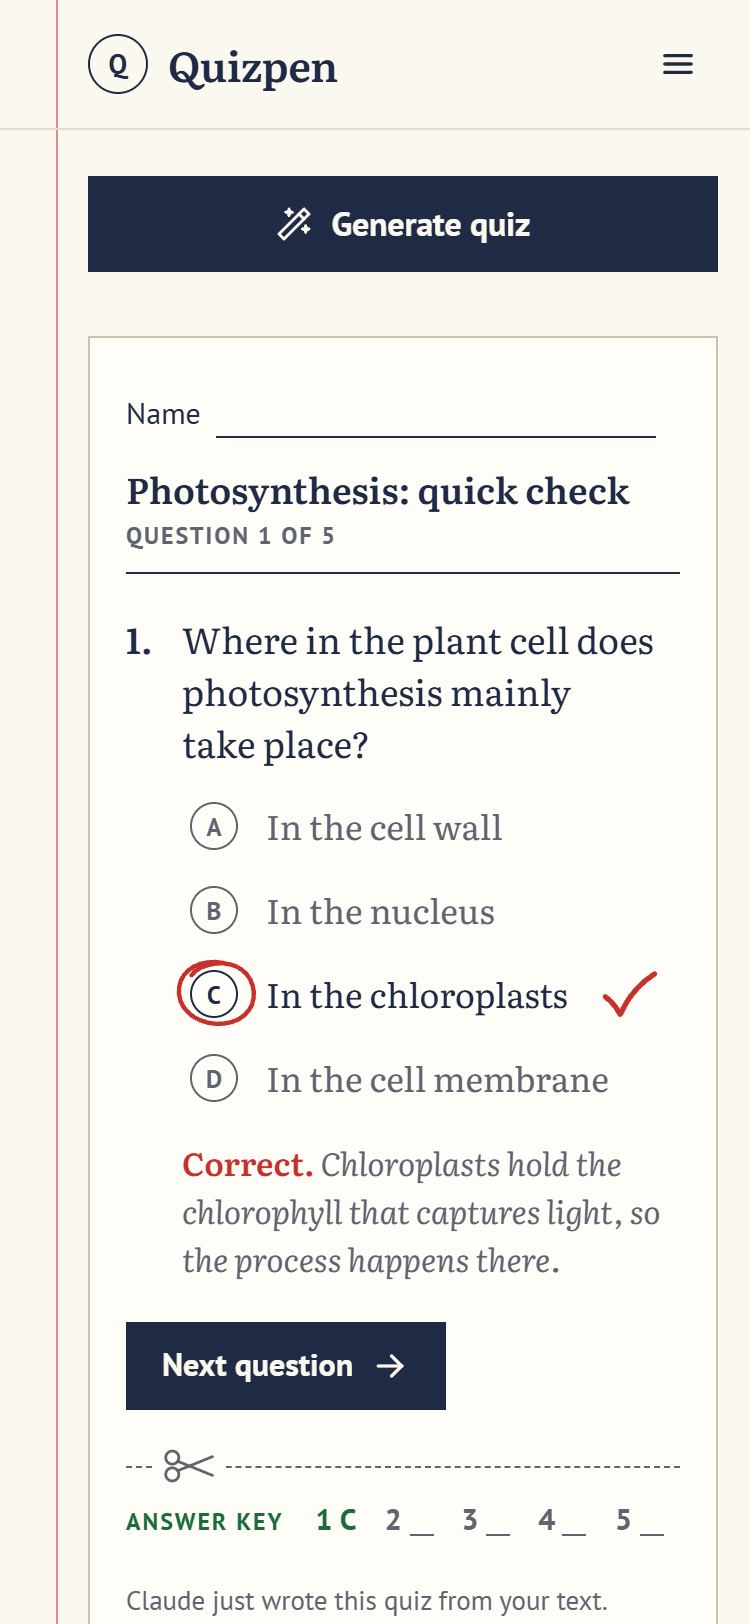 Q Quizpen
Generate quiz
Name
Photosynthesis: quick check
QUESTION 1 OF 5
1. Where in the plant cell does
photosynthesis mainly
take place?
A In the cell wall
B In the nucleus
C In the chloroplasts
D In the cell membrane
Correct. Chloroplasts hold the
chlorophyll that captures light, so
the process happens there.
Next question
ANSWER KEY 1 C 2 __ 3 __ 4 __ 5 __
Claude just wrote this quiz from your text.